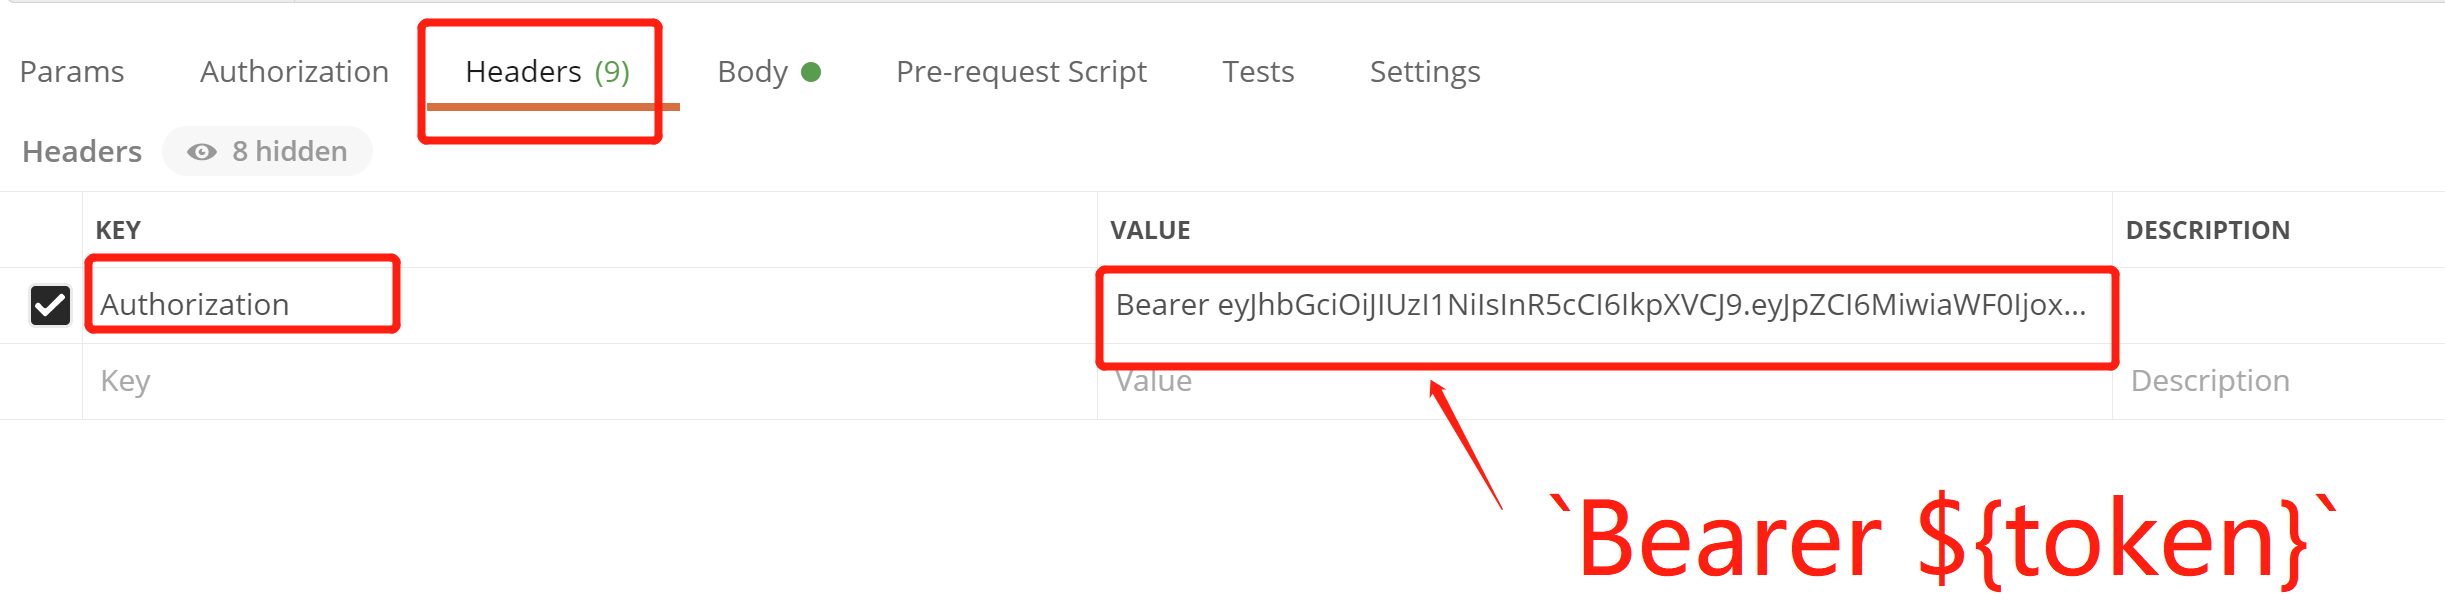 Params Authorization Headers (9) Body Pre-request Script Tests Settings
Headers 8 hidden
KEY VALUE DESCRIPTION
Authorization Bearer eyJhbGciOiJIUzI1NiIsInR5cCI6IkpXVCJ9.eyJpZCI6MiwiaWF0Ijox...
Key Value Description
`Bearer ${token}`